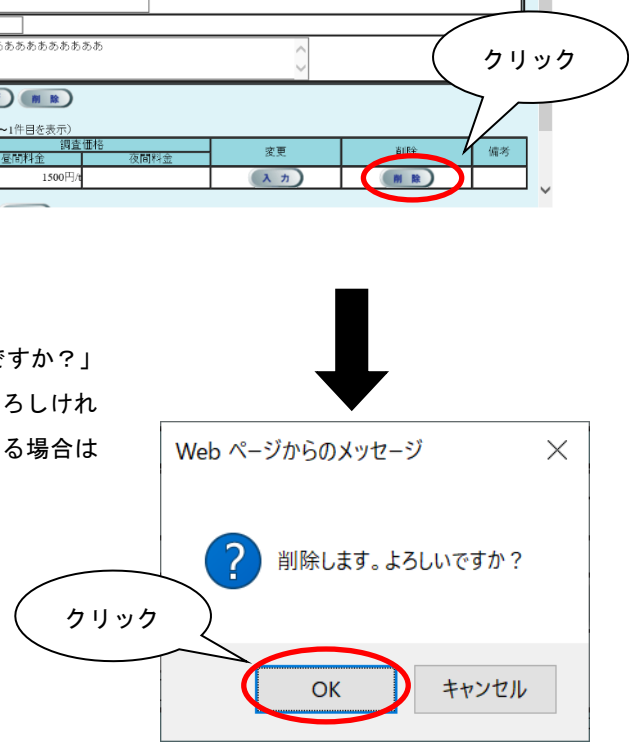 あああああああああ
クリック
削 除
～1件目を表示）
調査価格
変更
削除
備考
昼間料金
夜間料金
1500円/t
入 力
削 除
ですか？」
ろしけれ
る場合は
Web ページからのメッセージ
削除します。よろしいですか？
クリック
OK
キャンセル